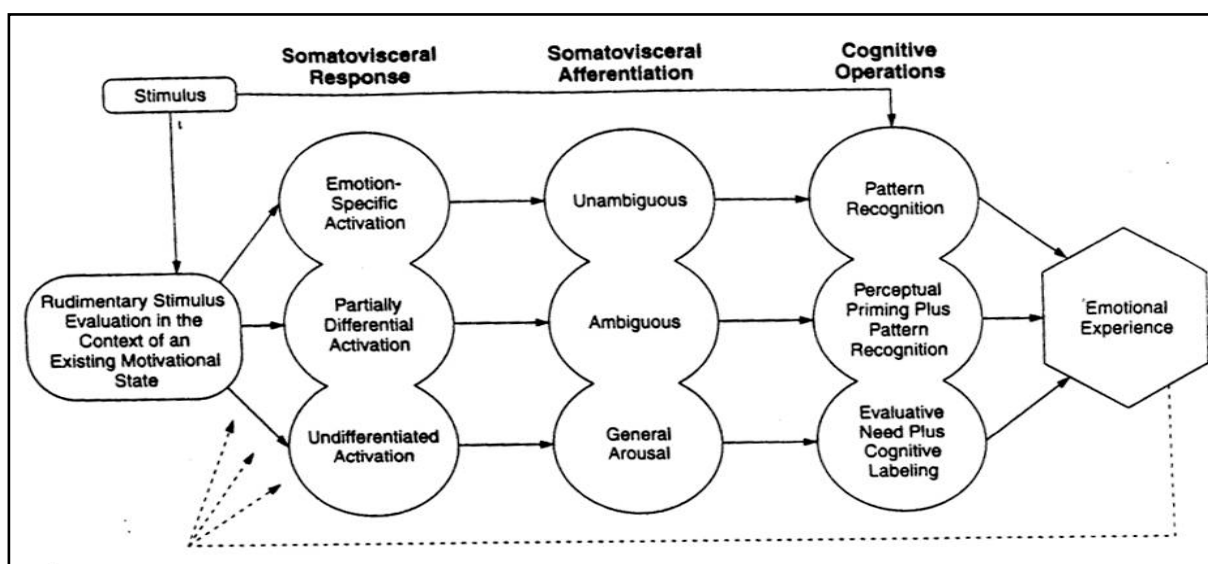 Somatovisceral
Response
Somatovisceral
Afferentiation
Cognitive
Operations
Stimulus
Emotion-
Specific
Activation
Unambiguous
Pattern
Recognition
Rudimentary Stimulus
Evaluation in the
Context of an
Existing Motivational
State
Partially
Differential
Activation
Ambiguous
Perceptual
Priming Plus
Pattern
Recognition
Emotional
Experience
Undifferentiated
Activation
General
Arousal
Evaluative
Need Plus
Cognitive
Labeling